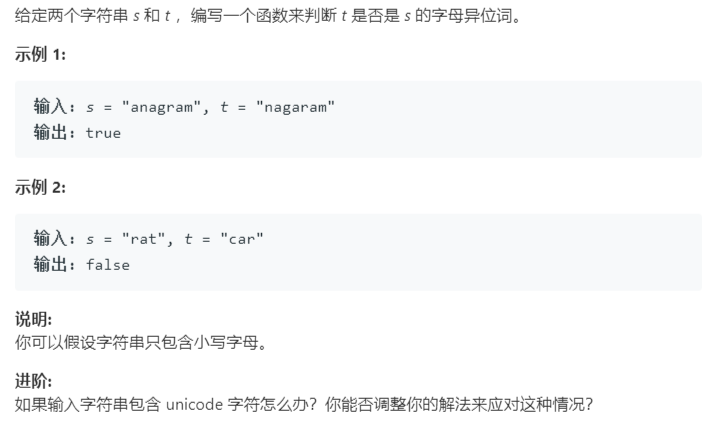 给定两个字符串 s 和 t ，编写一个函数来判断 t 是否是 s 的字母异位词。
示例 1:
输入: s = "anagram", t = "nagaram"
输出: true
示例 2:
输入: s = "rat", t = "car"
输出: false
说明:
你可以假设字符串只包含小写字母。
进阶:
如果输入字符串包含 unicode 字符怎么办？你能否调整你的解法来应对这种情况？